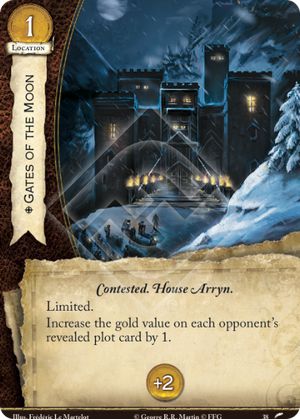 1
Location
Gates of the Moon
Contested. House Arryn.
Limited.
Increase the gold value on each opponent's
revealed plot card by 1.
+2
Illus. Frédéric Le Martelot
© George R.R. Martin © FFG
38